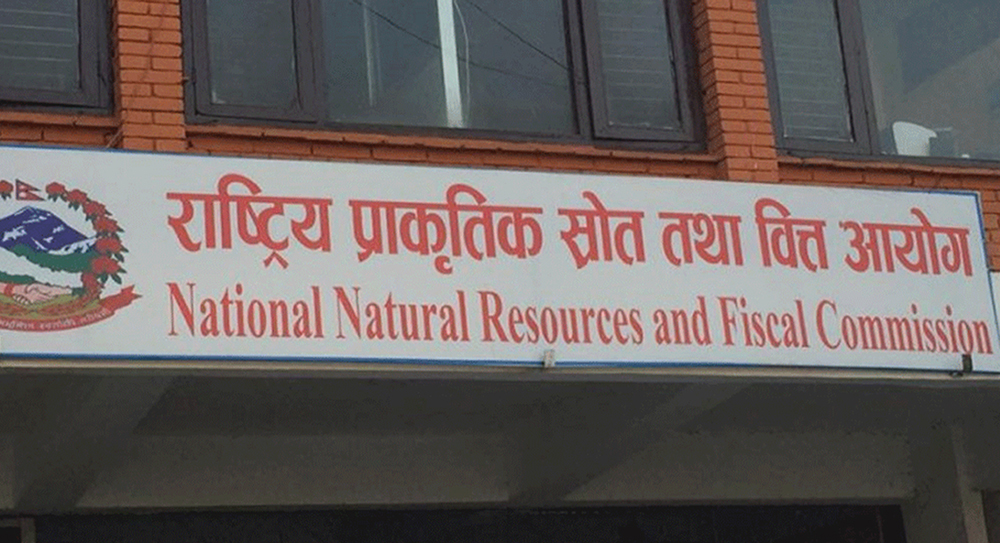 राष्ट्रिय प्राकृतिक स्रोत तथा वित्त आयोग
National Natural Resources and Fiscal Commission